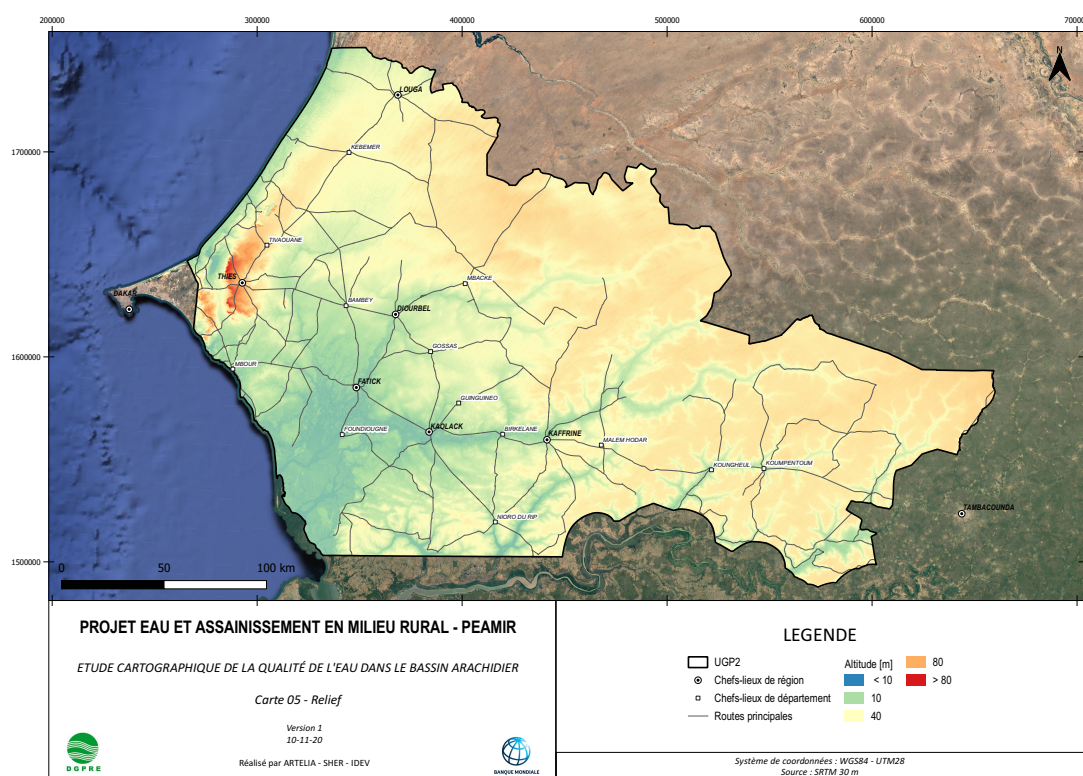 200000 300000 400000 500000 600000 70000
1700000
1600000
1500000
N
LOUGA
KEBEMER
TIVAOUANE
THIES
DAKAR
MBACKE
BAMBEY
DIOURBEL
GOSSAS
MBOUR
FATICK
GUINGUINEO
FOUNDIOUGNE
KAOLACK
BIRKELANE
KAFFRINE
MALEM HODAR
KOUNGHEUL
KOUMPENTOUM
NIORO DU RIP
TAMBACOUNDA
0 50 100 km
PROJET EAU ET ASSAINISSEMENT EN MILIEU RURAL - PEAMIR
ETUDE CARTOGRAPHIQUE DE LA QUALITÉ DE L'EAU DANS LE BASSIN ARACHIDIER
Carte 05 - Relief
Version 1
10-11-20
Réalisé par ARTELIA - SHER - IDEV
DGPRE
BANQUE MONDIALE
LEGENDE
UGP2
Chefs-lieux de région
Chefs-lieux de département
Routes principales
Altitude [m]
< 10
10
40
80
> 80
Système de coordonnées : WGS84 - UTM28
Source : SRTM 30 m